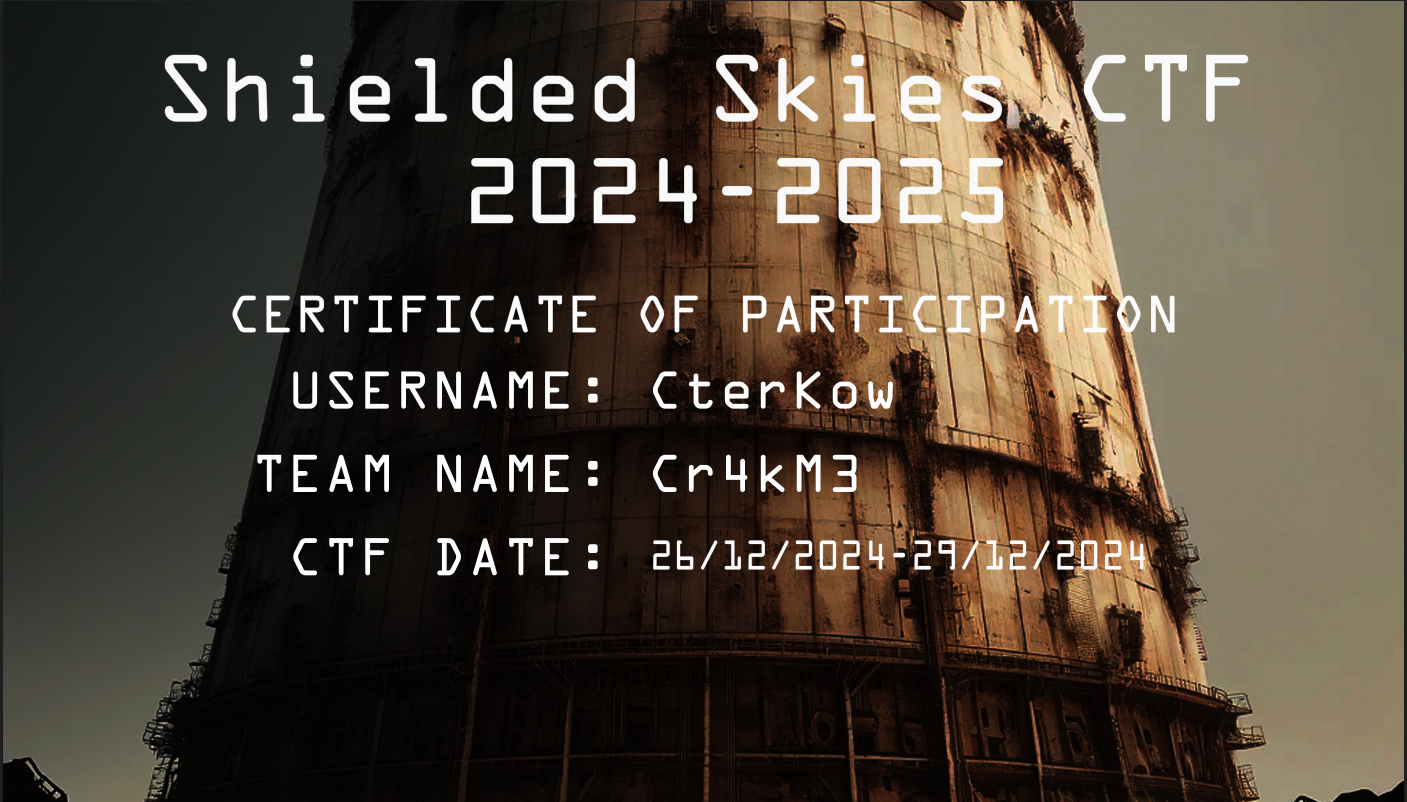 Shielded Skies CTF
2024-2025
CERTIFICATE OF PARTICIPATION
USERNAME: CterKow
TEAM NAME: Cr4kM3
CTF DATE: 26/12/2024-29/12/2024